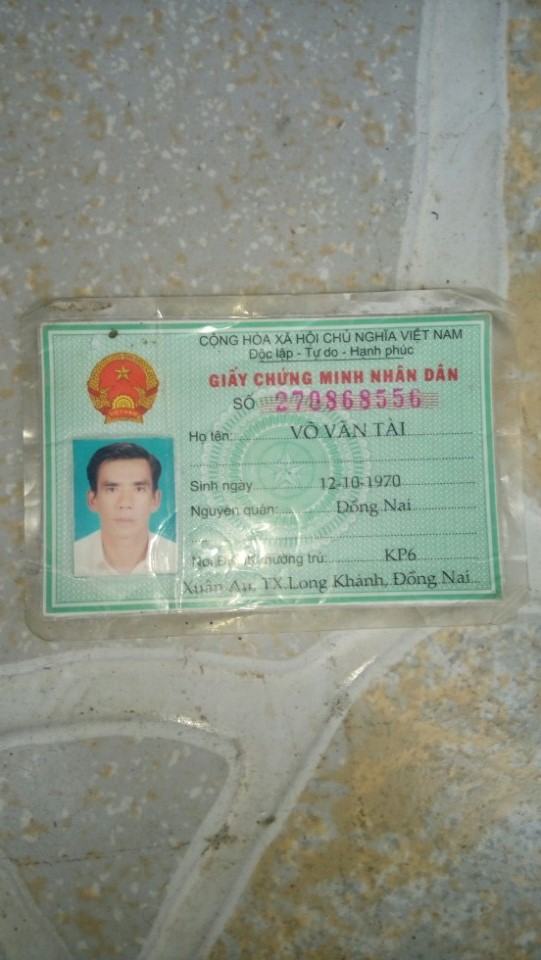 CỘNG HÒA XÃ HỘI CHỦ NGHĨA VIỆT NAM
Độc lập - Tự do - Hạnh phúc
GIẤY CHỨNG MINH NHÂN DÂN
SỐ 270868556
Họ tên: VÕ VĂN TÀI
Sinh ngày 12-10-1970
Nguyên quán: Đồng Nai
Nơi ĐKHK thường trú: KP6
Xuân An, TX.Long Khánh, Đồng Nai
VIỆT NAM